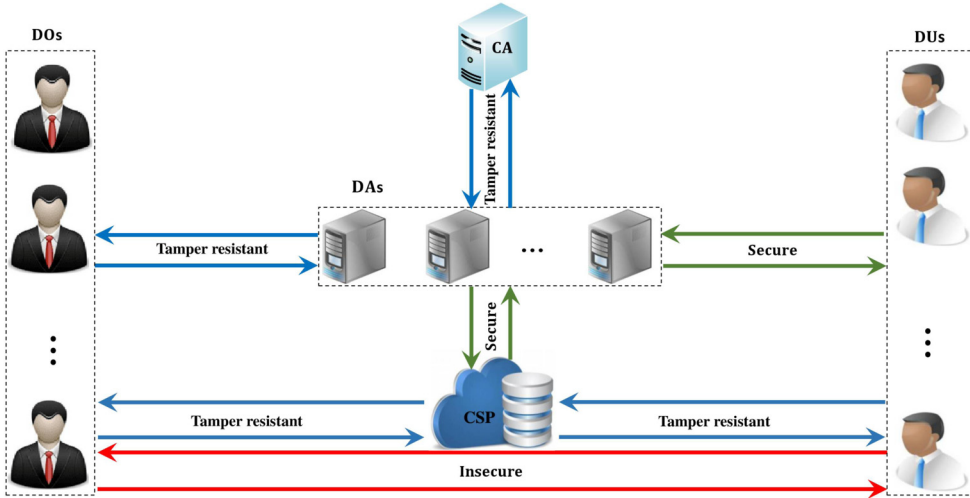 DOs
CA
DUs
Tamper resistant
DAs
...
Tamper resistant
Secure
Secure
CSP
Tamper resistant
Tamper resistant
Insecure